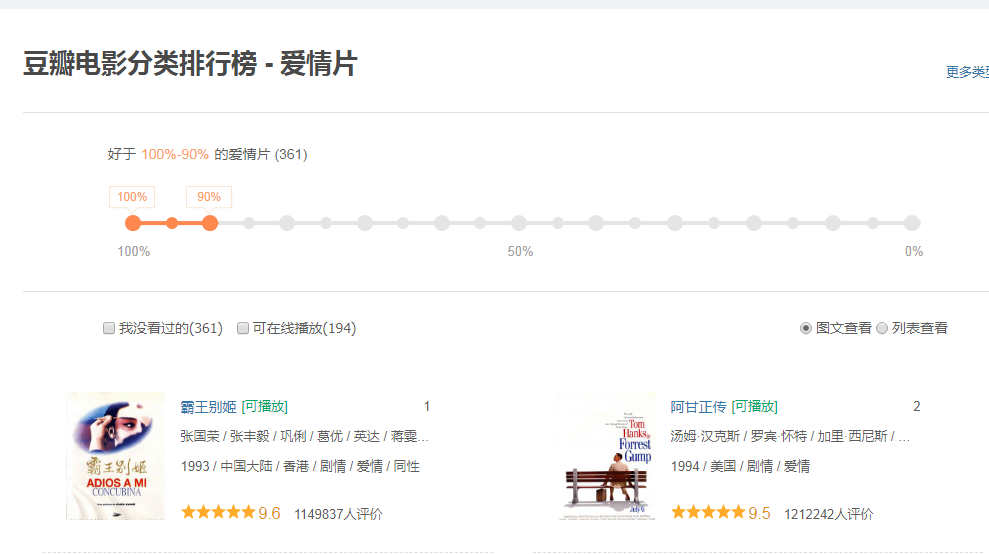 豆瓣电影分类排行榜 - 爱情片
更多类型
好于 100%-90% 的爱情片 (361)
100% 90%
100% 50% 0%
我没看过的(361) 可在线播放(194) 图文查看 列表查看
霸王别姬 [可播放] 1
张国荣 / 张丰毅 / 巩俐 / 葛优 / 英达 / 蒋雯...
1993 / 中国大陆 / 香港 / 剧情 / 爱情 / 同性
9.6 1149837人评价
霸王别姬
ADIOS A MI
CONCUBINA
阿甘正传 [可播放] 2
汤姆·汉克斯 / 罗宾·怀特 / 加里·西尼斯 / ...
1994 / 美国 / 剧情 / 爱情
9.5 1212242人评价
Tom
Hanks is
Forrest
Gump
July 6